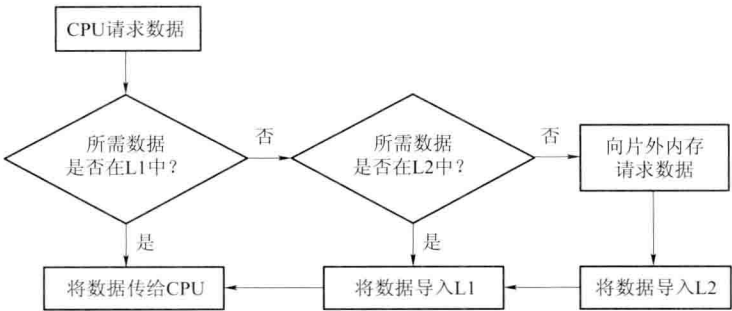 CPU请求数据
所需数据
是否在L1中?
否
所需数据
是否在L2中?
否
向片外内存
请求数据
是
是
将数据传给CPU
将数据导入L1
将数据导入L2